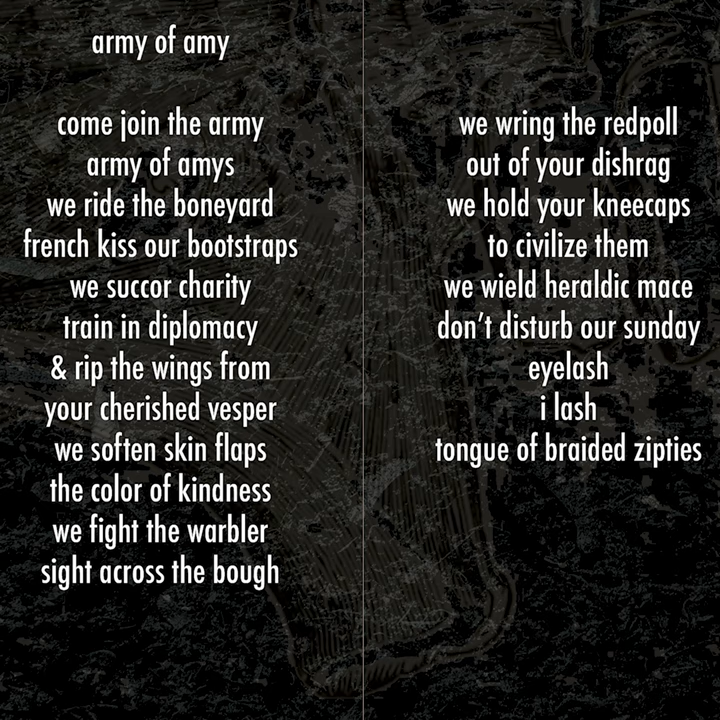 army of amy
come join the army
army of amys
we ride the boneyard
french kiss our bootstraps
we succor charity
train in diplomacy
& rip the wings from
your cherished vesper
we soften skin flaps
the color of kindness
we fight the warbler
sight across the bough
we wring the redpoll
out of your dishrag
we hold your kneecaps
to civilize them
we wield heraldic mace
don’t disturb our sunday
eyelash
i lash
tongue of braided zipties